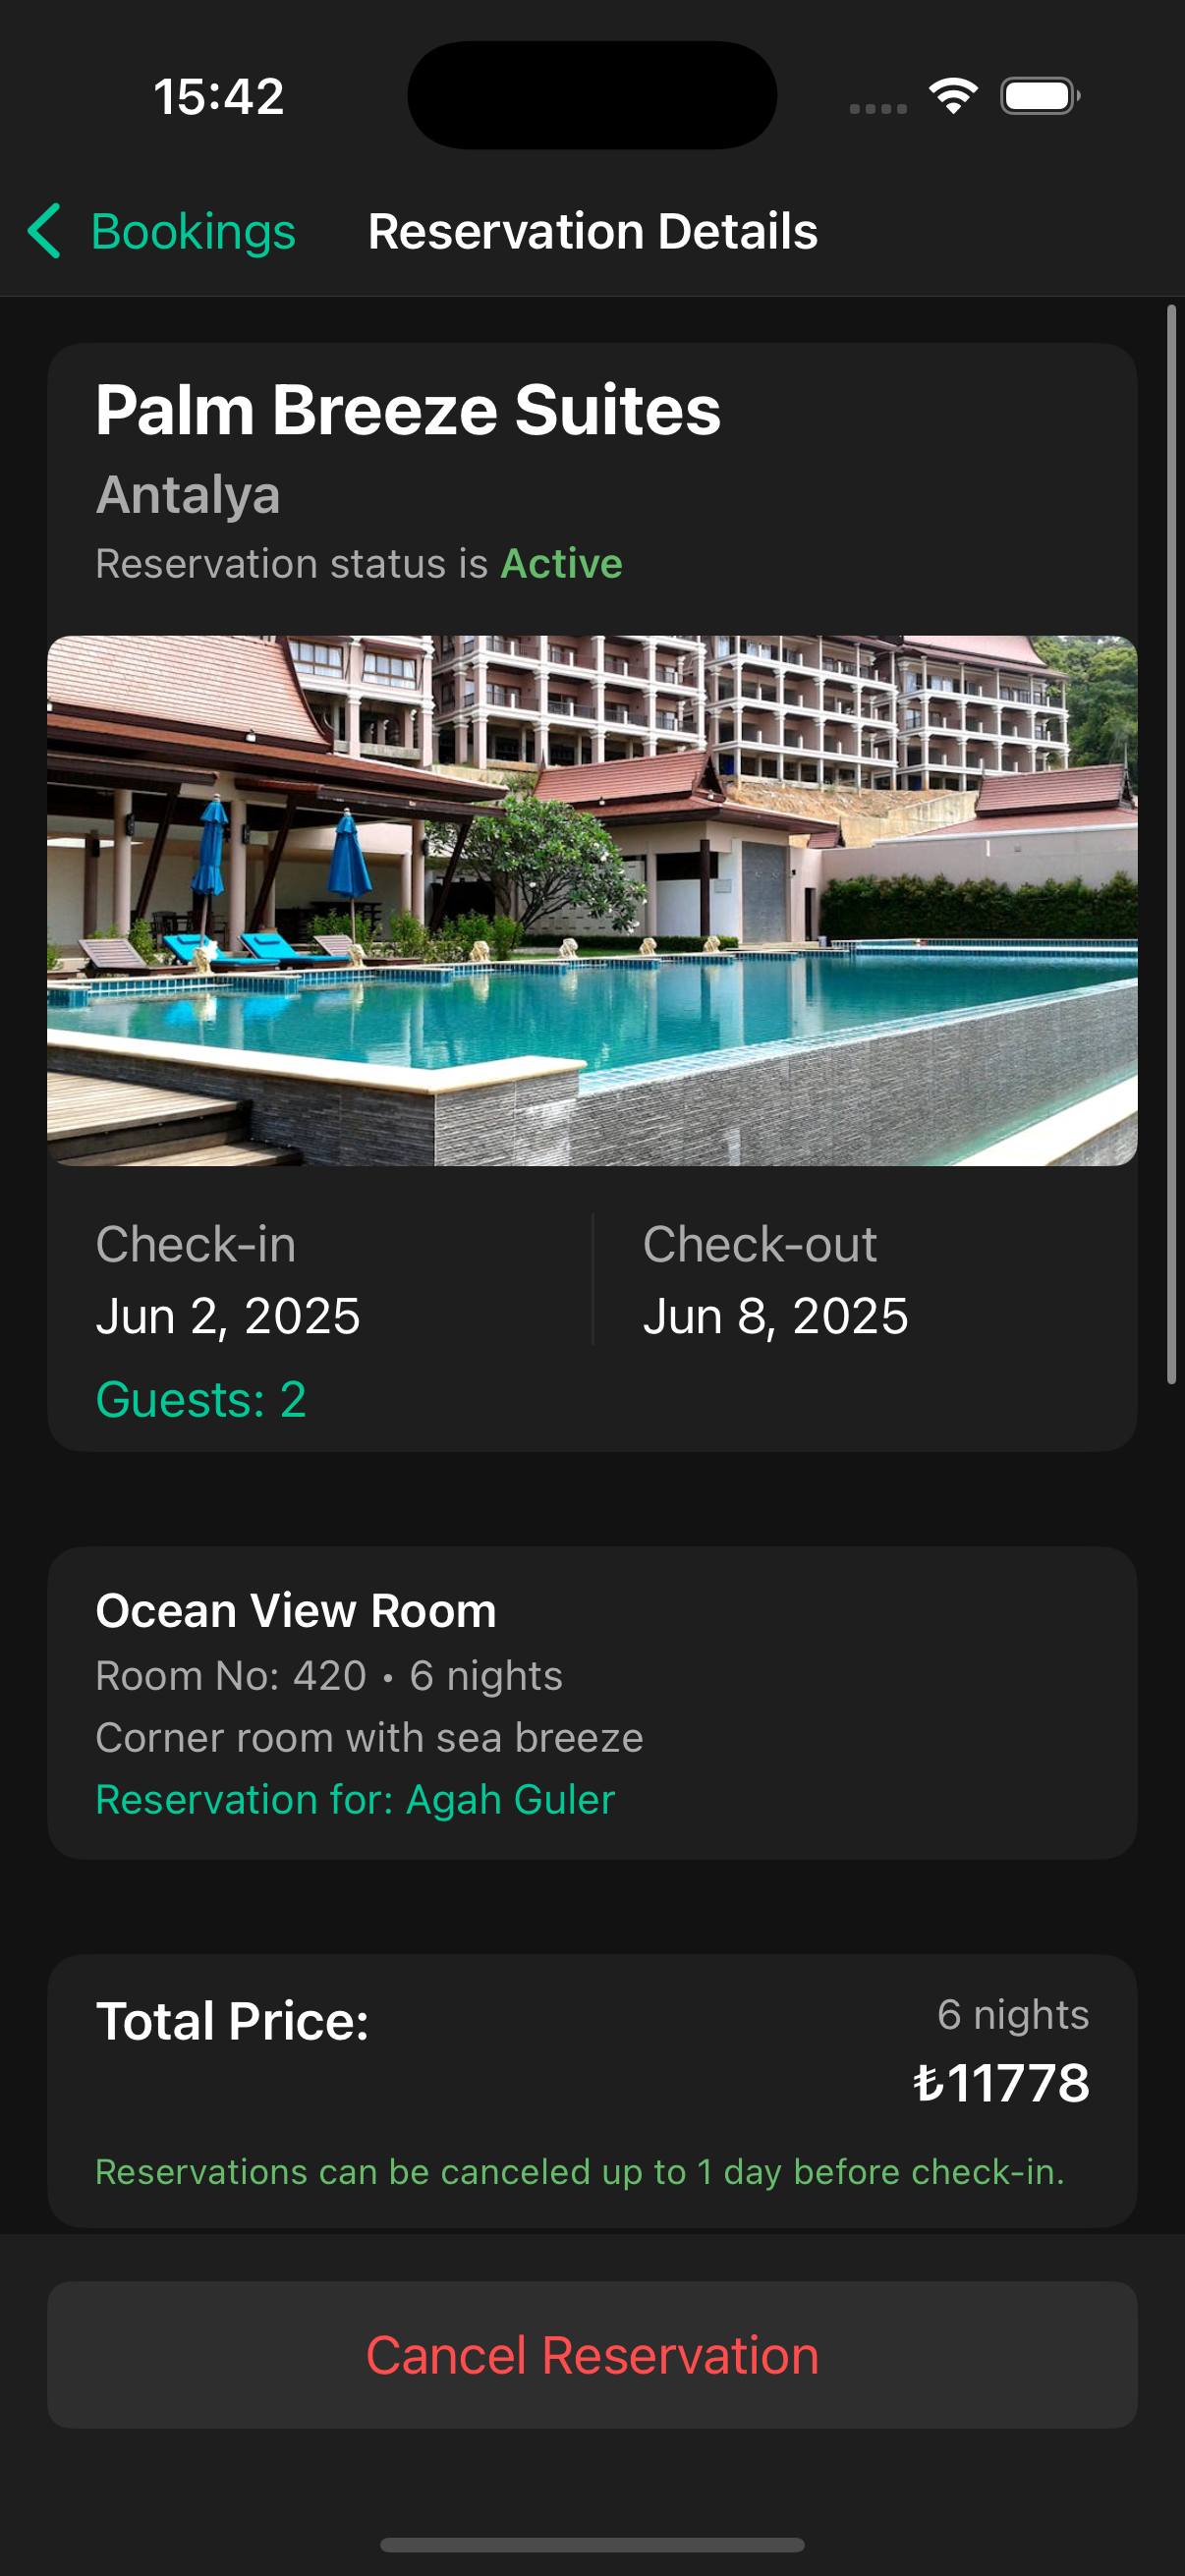 15:42
Bookings
Reservation Details
Palm Breeze Suites
Antalya
Reservation status is Active
Check-in
Check-out
Jun 2, 2025
Jun 8, 2025
Guests: 2
Ocean View Room
Room No: 420 • 6 nights
Corner room with sea breeze
Reservation for: Agah Guler
Total Price:
6 nights
₺11778
Reservations can be canceled up to 1 day before check-in.
Cancel Reservation